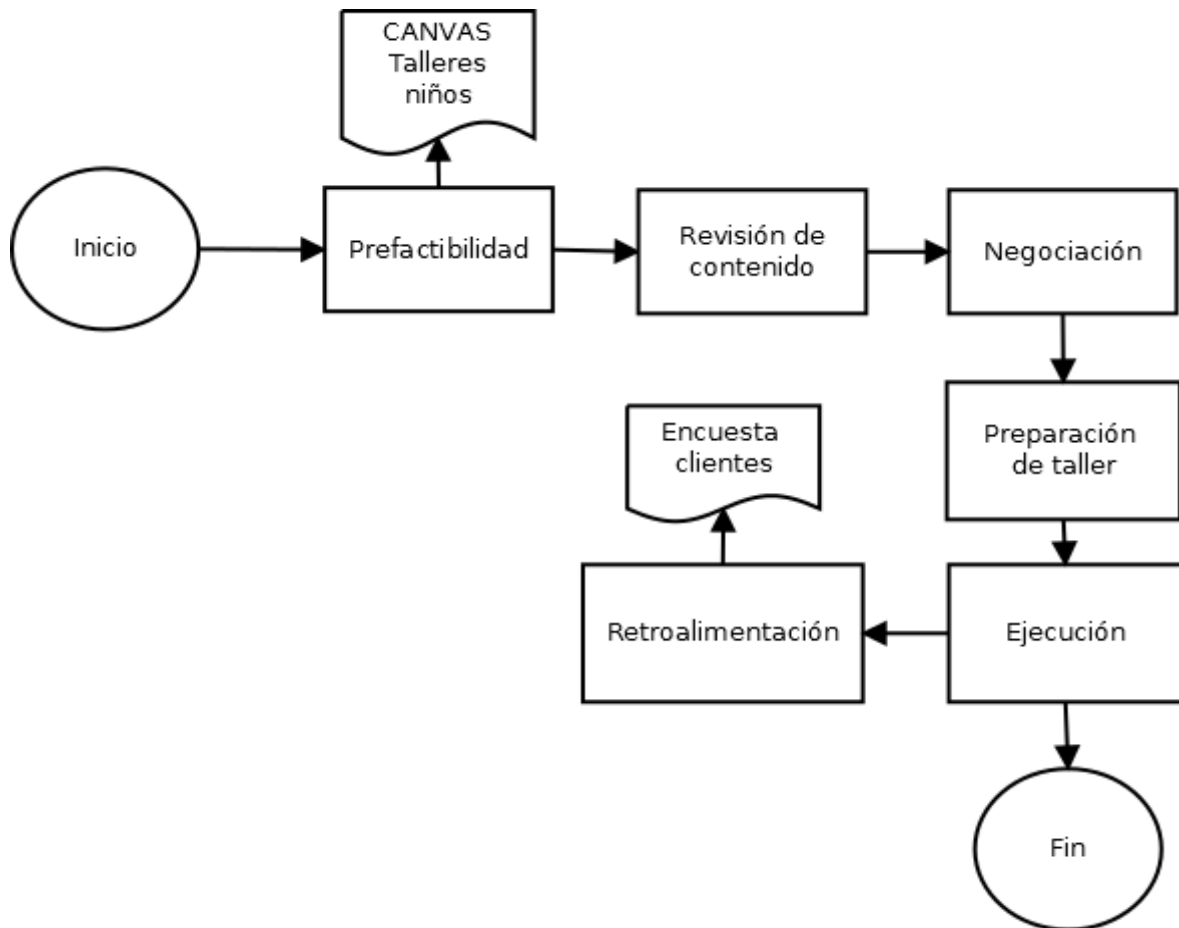 CANVAS
Talleres
niños
Inicio
Prefactibilidad
Revisión de
contenido
Negociación
Preparación
de taller
Encuesta
clientes
Retroalimentación
Ejecución
Fin